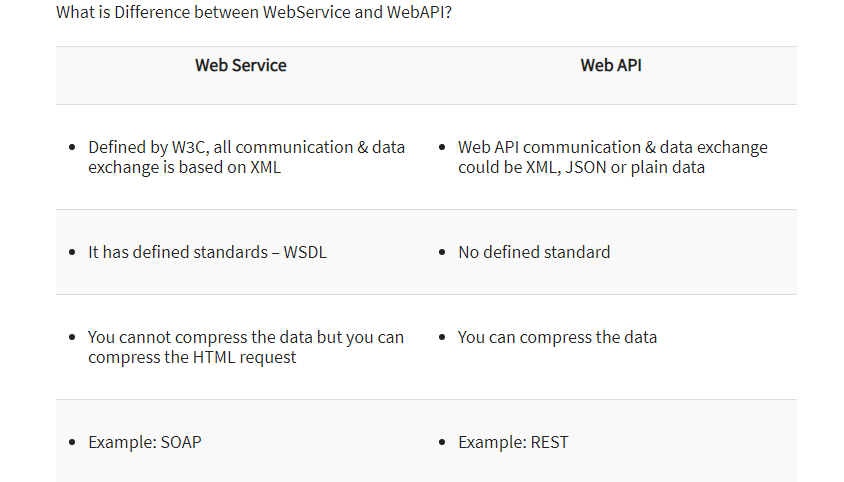 What is Difference between WebService and WebAPI?
Web Service
Web API
• Defined by W3C, all communication & data
exchange is based on XML
• Web API communication & data exchange
could be XML, JSON or plain data
• It has defined standards – WSDL
• No defined standard
• You cannot compress the data but you can
compress the HTML request
• You can compress the data
• Example: SOAP
• Example: REST